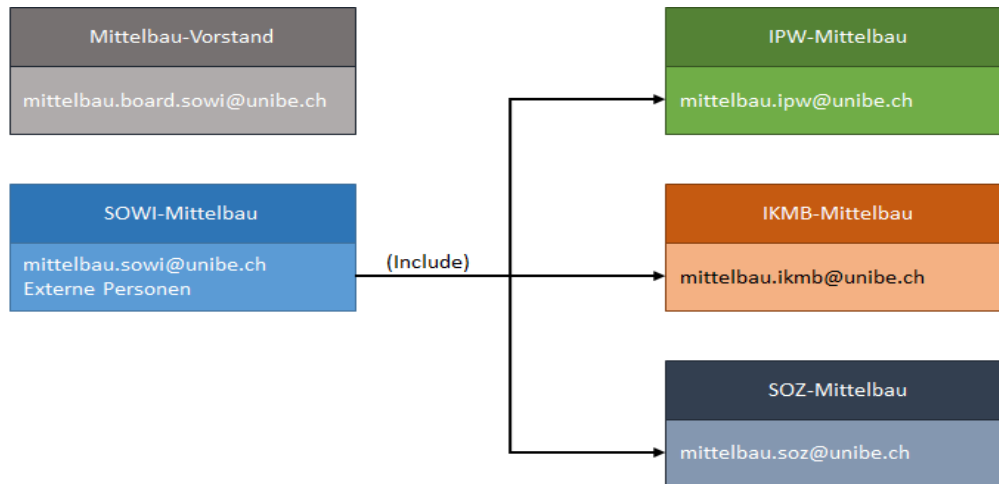 Mittelbau-Vorstand
mittelbau.board.sowi@unibe.ch
SOWI-Mittelbau
mittelbau.sowi@unibe.ch
Externe Personen
(Include)
IPW-Mittelbau
mittelbau.ipw@unibe.ch
IKMB-Mittelbau
mittelbau.ikmb@unibe.ch
SOZ-Mittelbau
mittelbau.soz@unibe.ch